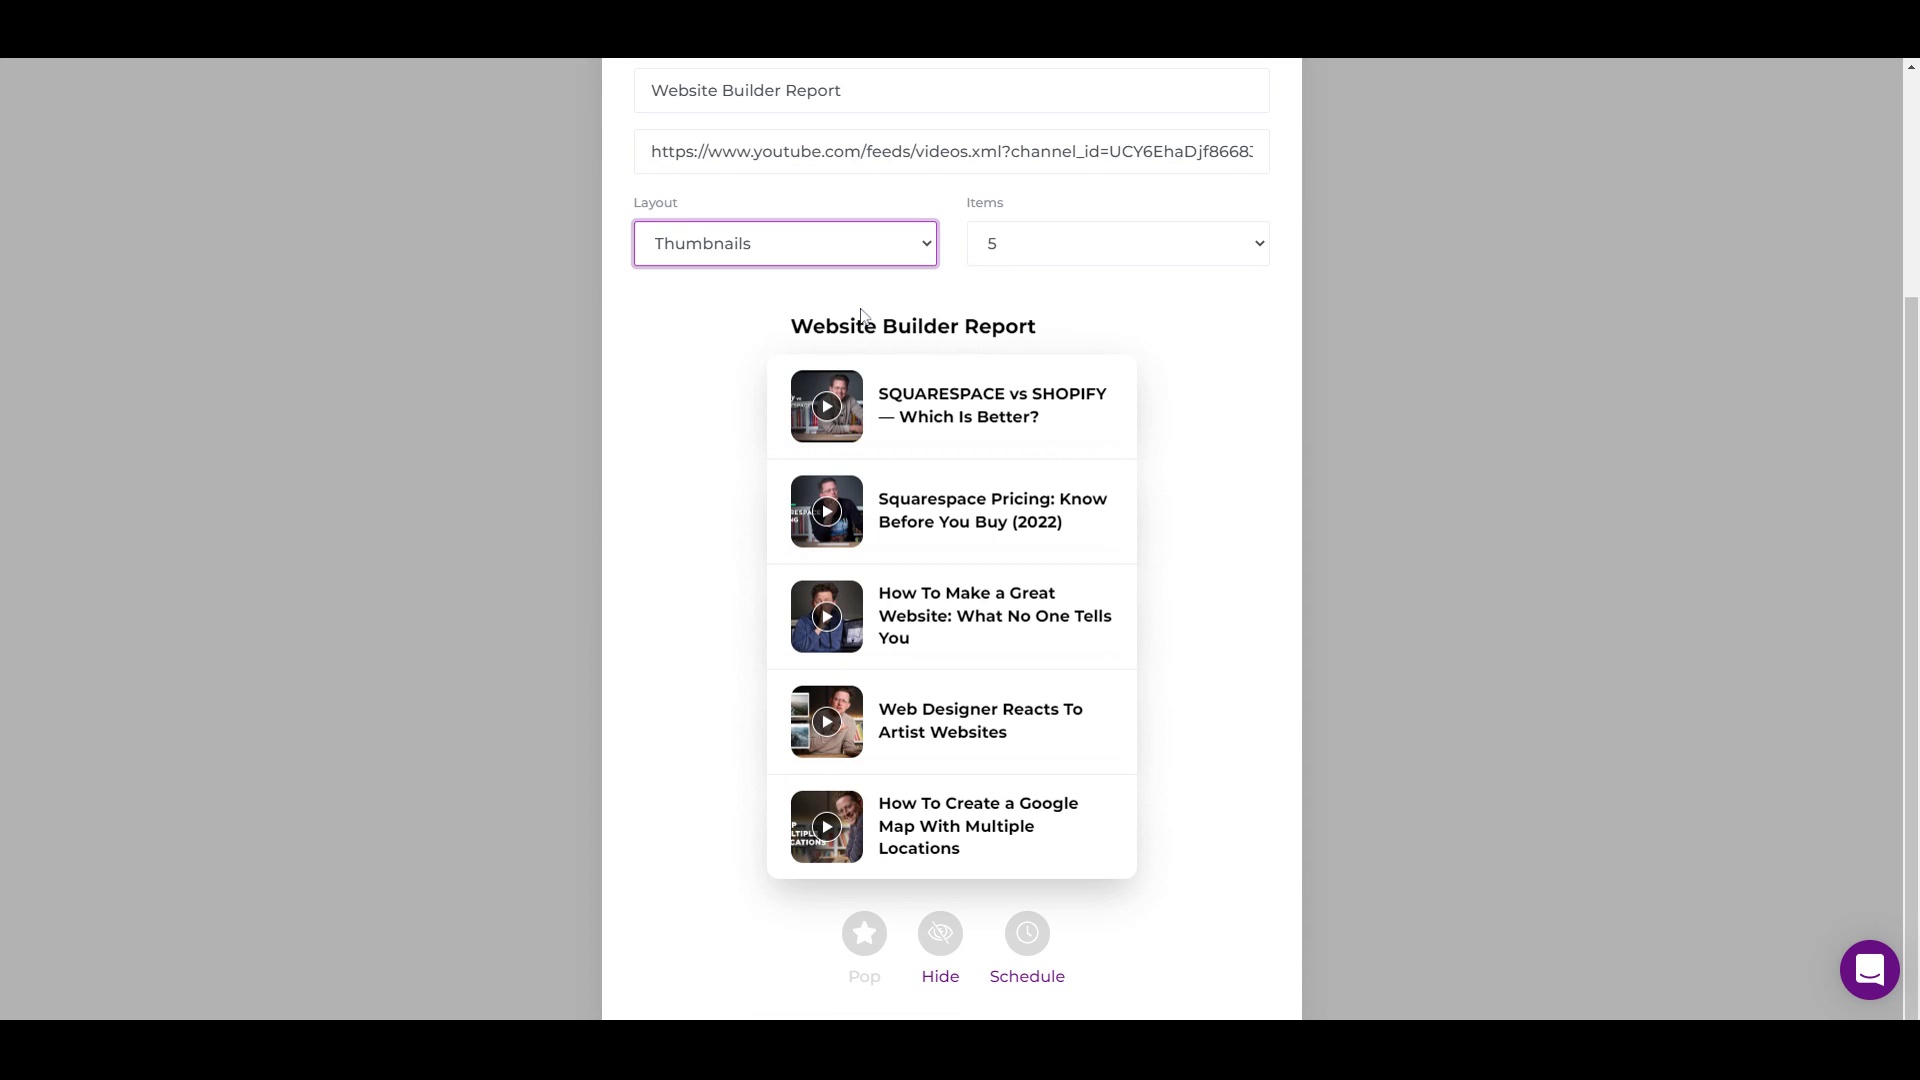 Website Builder Report
https://www.youtube.com/feeds/videos.xml?channel_id=UCY6EhaDjf8668J
Layout
Items
Thumbnails
5
Website Builder Report
SQUARESPACE vs SHOPIFY
— Which Is Better?
Squarespace Pricing: Know
Before You Buy (2022)
How To Make a Great
Website: What No One Tells
You
Web Designer Reacts To
Artist Websites
How To Create a Google
Map With Multiple
Locations
Pop
Hide
Schedule